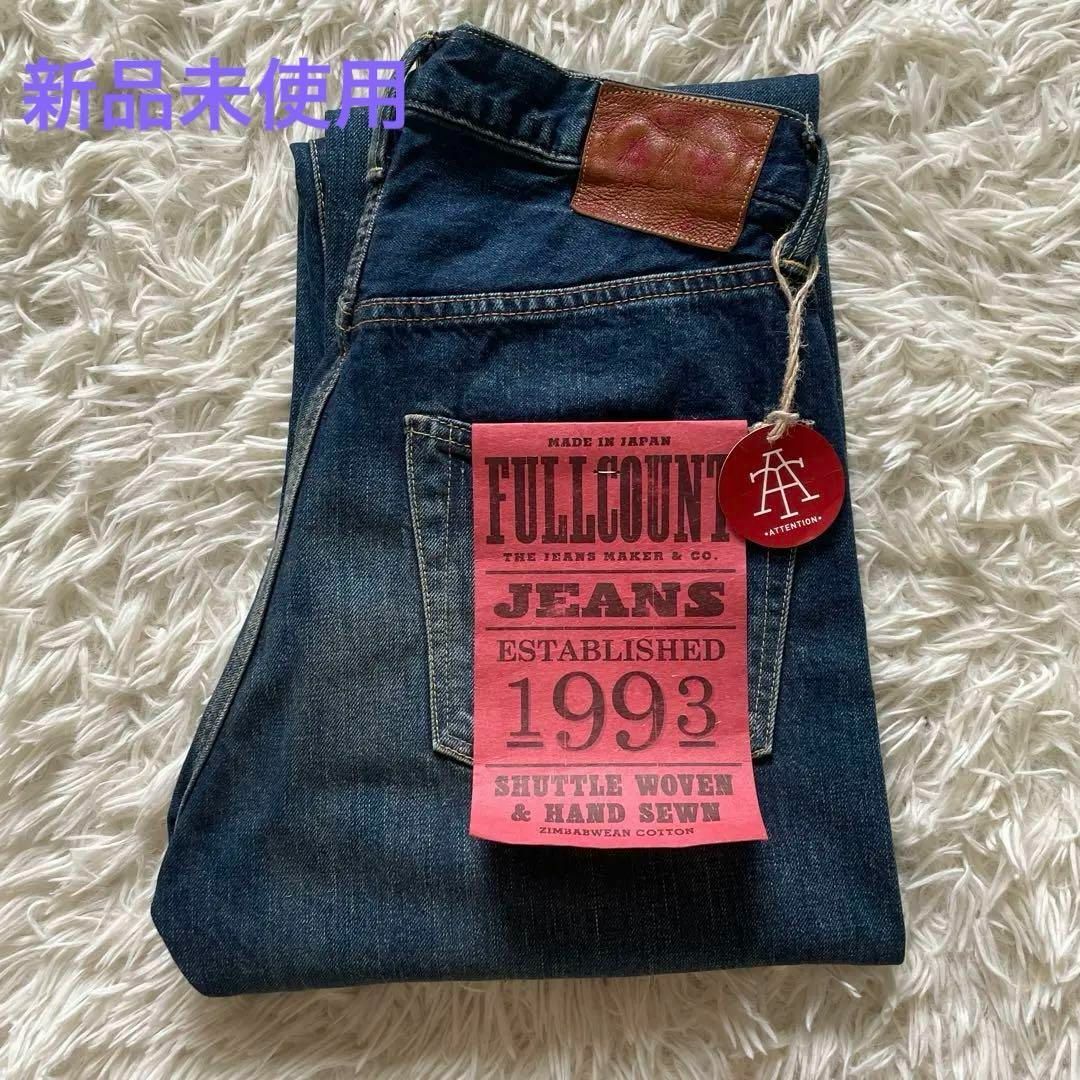 新品未使用
MADE IN JAPAN
FULLCOUNT
THE JEANS MAKER & CO.
JEANS
ESTABLISHED
1993
SHUTTLE WOVEN
& HAND SEWN
ZIMBABWEAN COTTON
*ATTENTION*